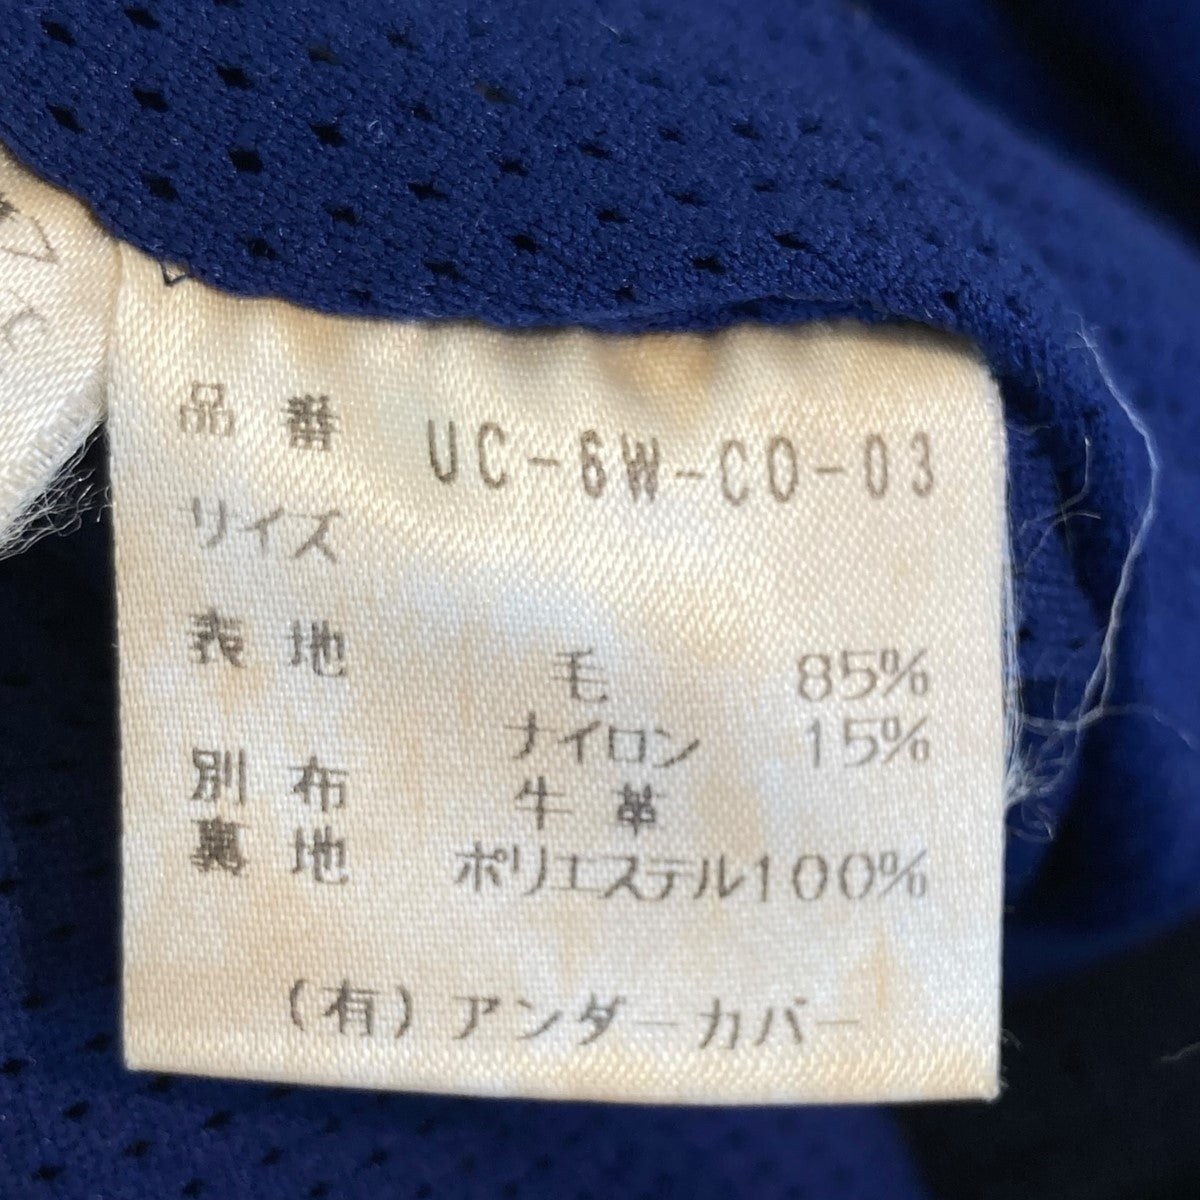 品番 UC-6W-CO-03
サイズ
表地 毛 85%
ナイロン 15%
別布 牛革
裏地 ポリエステル100%
(有)アンダーカバー